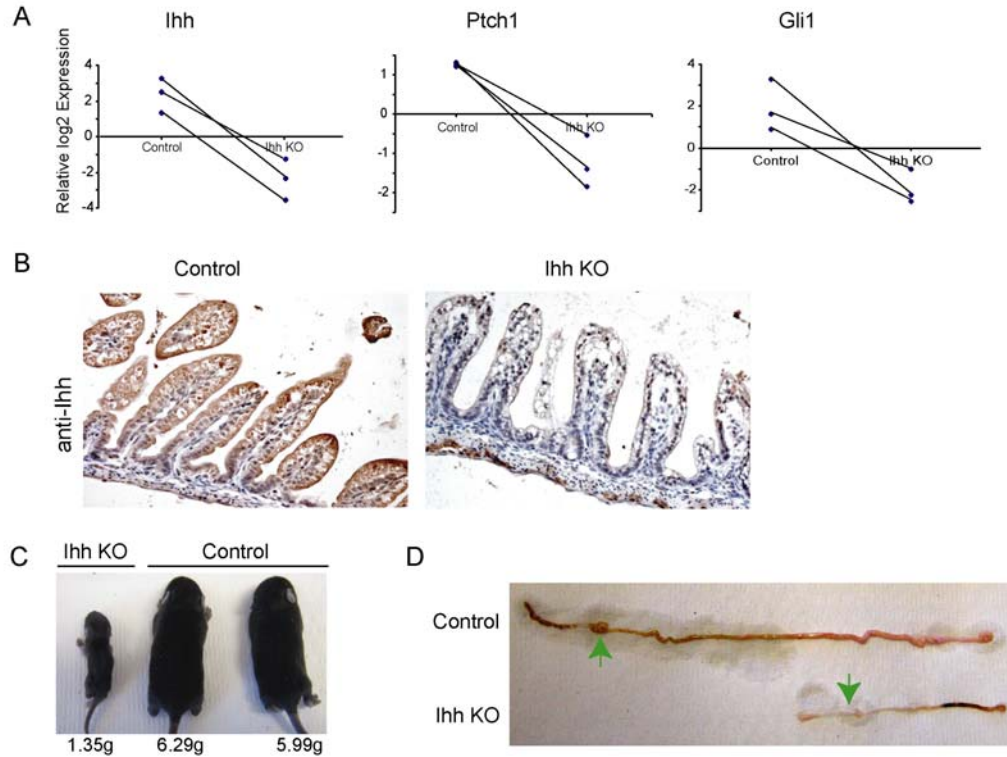 A
Ihh
Ptch1
Gli1
Relative log2 Expression
4
2
0
-2
-4
Control
Ihh KO
1
0
-1
-2
Ihh KO
4
2
0
-2
Control
Ihh KO
B
Control
Ihh KO
anti-Ihh
C
Ihh KO
Control
1.35g
6.29g
5.99g
D
Control
Ihh KO